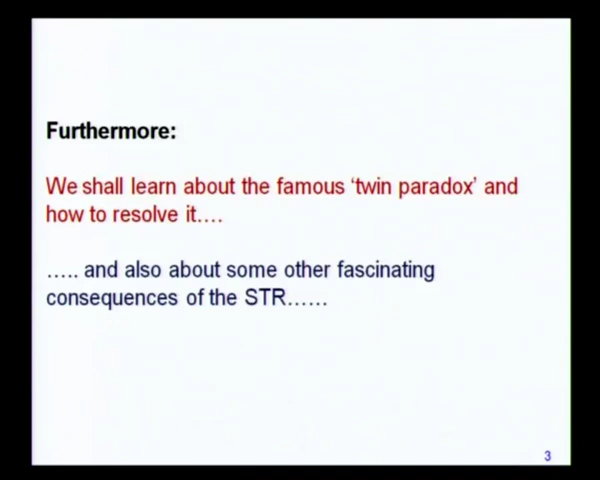 Furthermore:
We shall learn about the famous ‘twin paradox’ and
how to resolve it….
….. and also about some other fascinating
consequences of the STR……
3